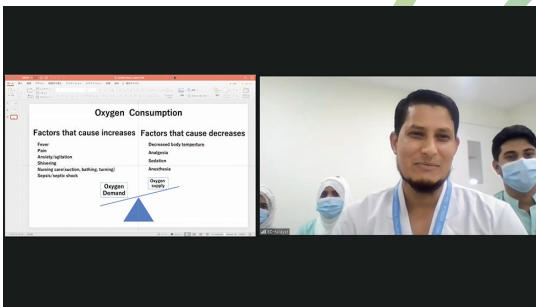 Oxygen Consumption
Factors that cause increases
Fever
Pain
Anxiety/agitation
Shivering
Nursing care(suction, bathing, turning)
Sepsis/septic shock
Factors that cause decreases
Decreased body temperture
Analgesia
Sedation
Anesthesia
Oxygen
Demand
Oxygen
supply